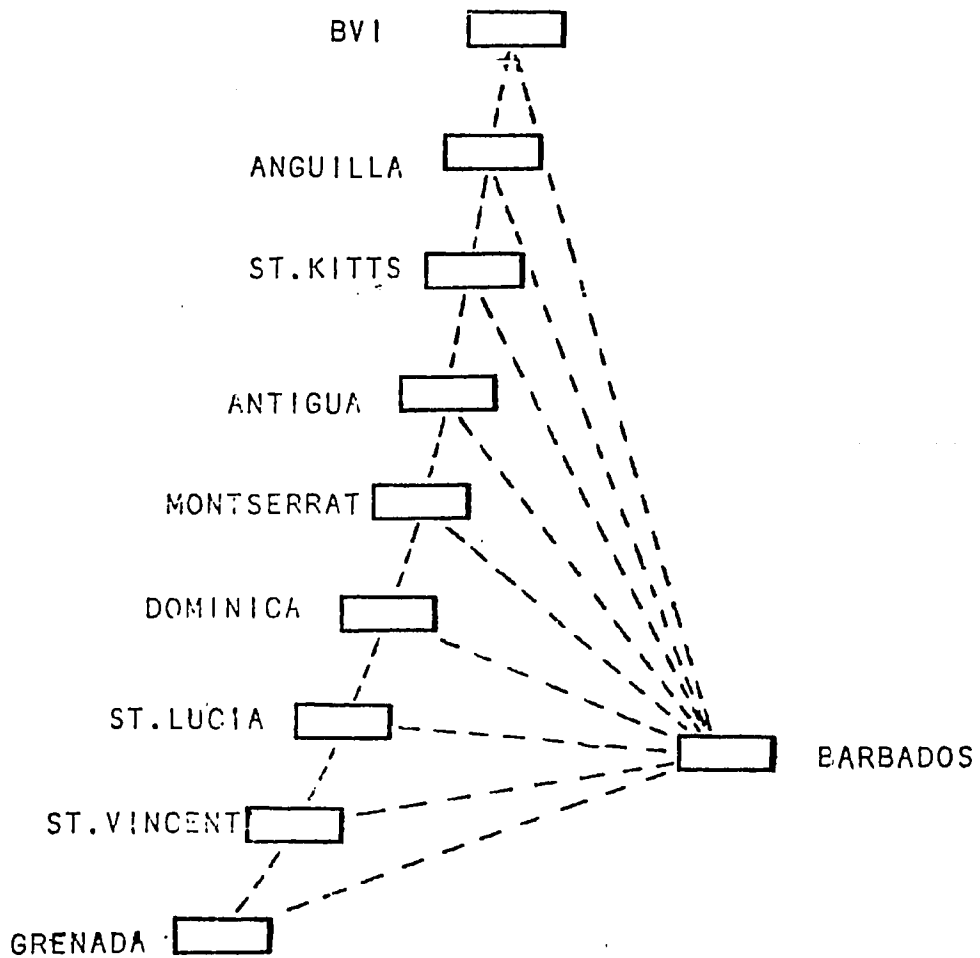 BVI
ANGUILLA
ST.KITTS
ANTIGUA
MONTSERRAT
DOMINICA
ST.LUCIA
BARBADOS
ST.VINCENT
GRENADA